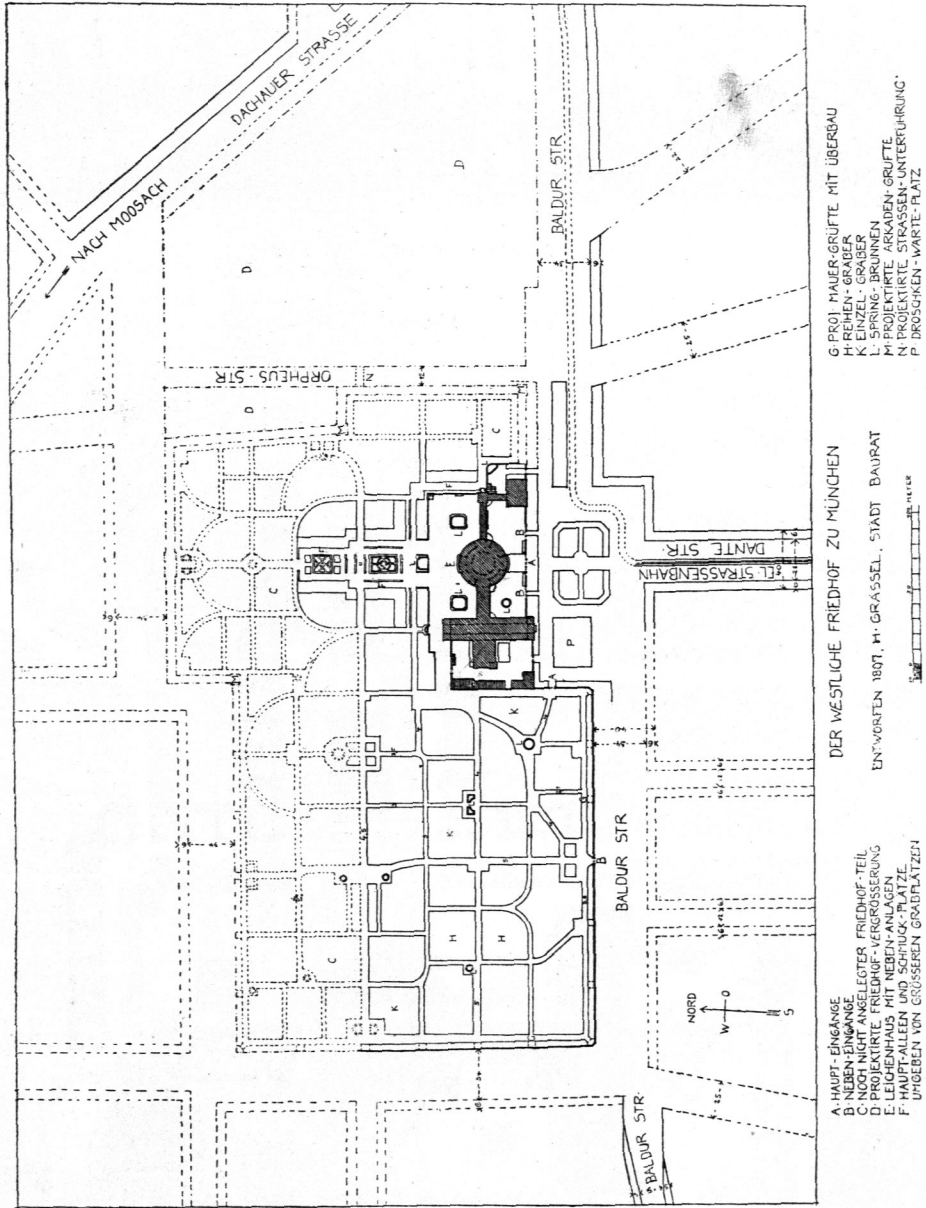 NACH MOOSACH
DACHAUER STRASSE
ORPHEUS-STR
BALDUR STR
DANTE STR.
EL. STRASSENBAHN
BALDUR STR
BALDUR STR
NORD
W
O
S
A
B
B
A
B
C
C
C
D
D
D
D
E
F
H
H
K
K
K
L
L
L
M
N
P
DER WESTLICHE FRIEDHOF ZU MÜNCHEN
ENTWORFEN 1897, H. GRÄSSEL, STÄDT BAURAT
METER
A. HAUPT-EINGÄNGE
B. NEBEN-EINGÄNGE
C. NOCH NICHT ANGELEGTER FRIEDHOF-TEIL
D. PROJEKTIRTE FRIEDHOF-VERGRÖSSERUNG
E. LEICHENHAUS MIT NEBEN-ANLAGEN
F. HAUPT-ALLEEN UND SCHMUCK-PLÄTZE
UMGEBEN VON GRÖSSEREN GRABPLÄTZEN
G. PROJ. MAUER-GRÜFTE MIT ÜBERBAU
H. REIHEN-GRÄBER
K. EINZEL-GRÄBER
L. SPRING-BRUNNEN
M. PROJEKTIRTE ARKADEN-GRÜFTE
N. PROJEKTIRTE STRASSEN-UNTERFÜHRUNG
P. DROSCHKEN-WARTE-PLATZ